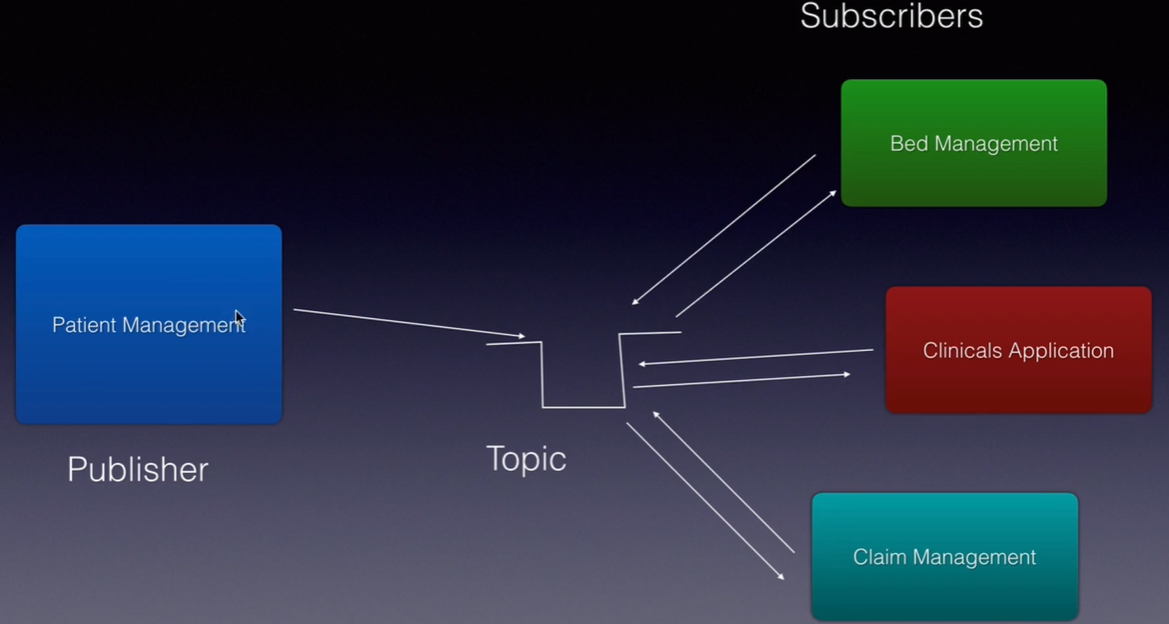 Subscribers
Bed Management
Patient Management
Clinicals Application
Publisher
Topic
Claim Management